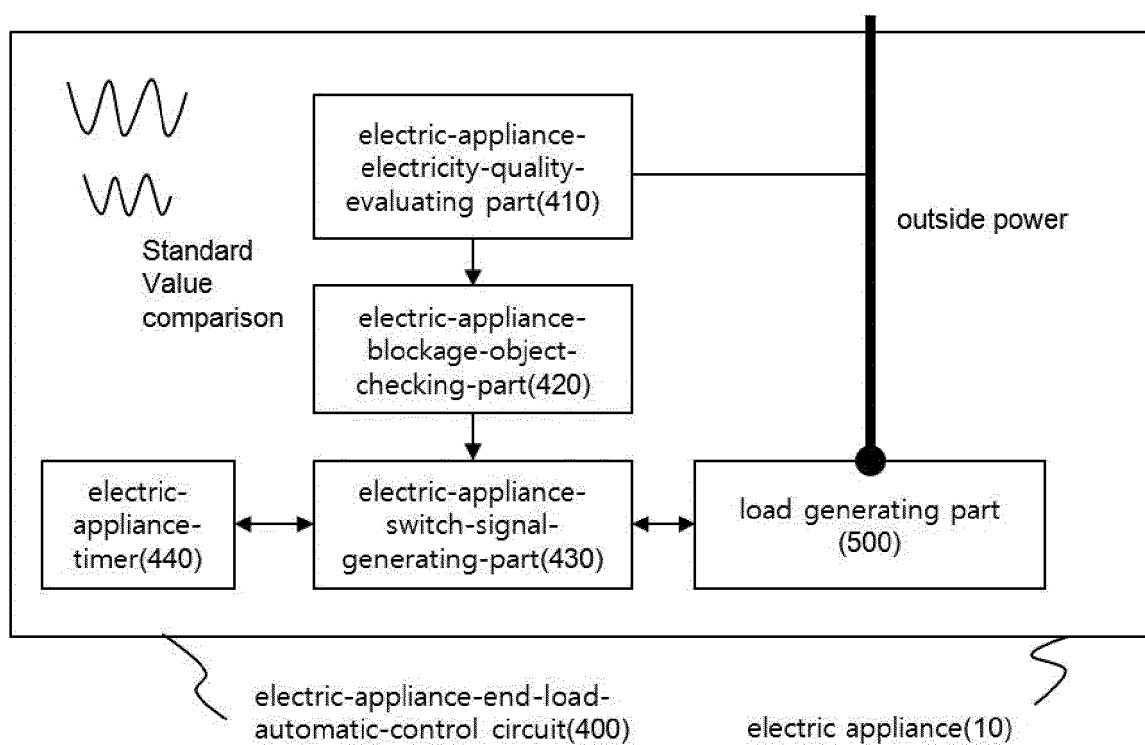 electric-appliance-
electricity-quality-
evaluating part(410)
outside power
Standard
Value
comparison
electric-appliance-
blockage-object-
checking-part(420)
electric-
appliance-
timer(440)
electric-appliance-
switch-signal-
generating-part(430)
load generating part
(500)
electric-appliance-end-load-
automatic-control circuit(400)
electric appliance(10)